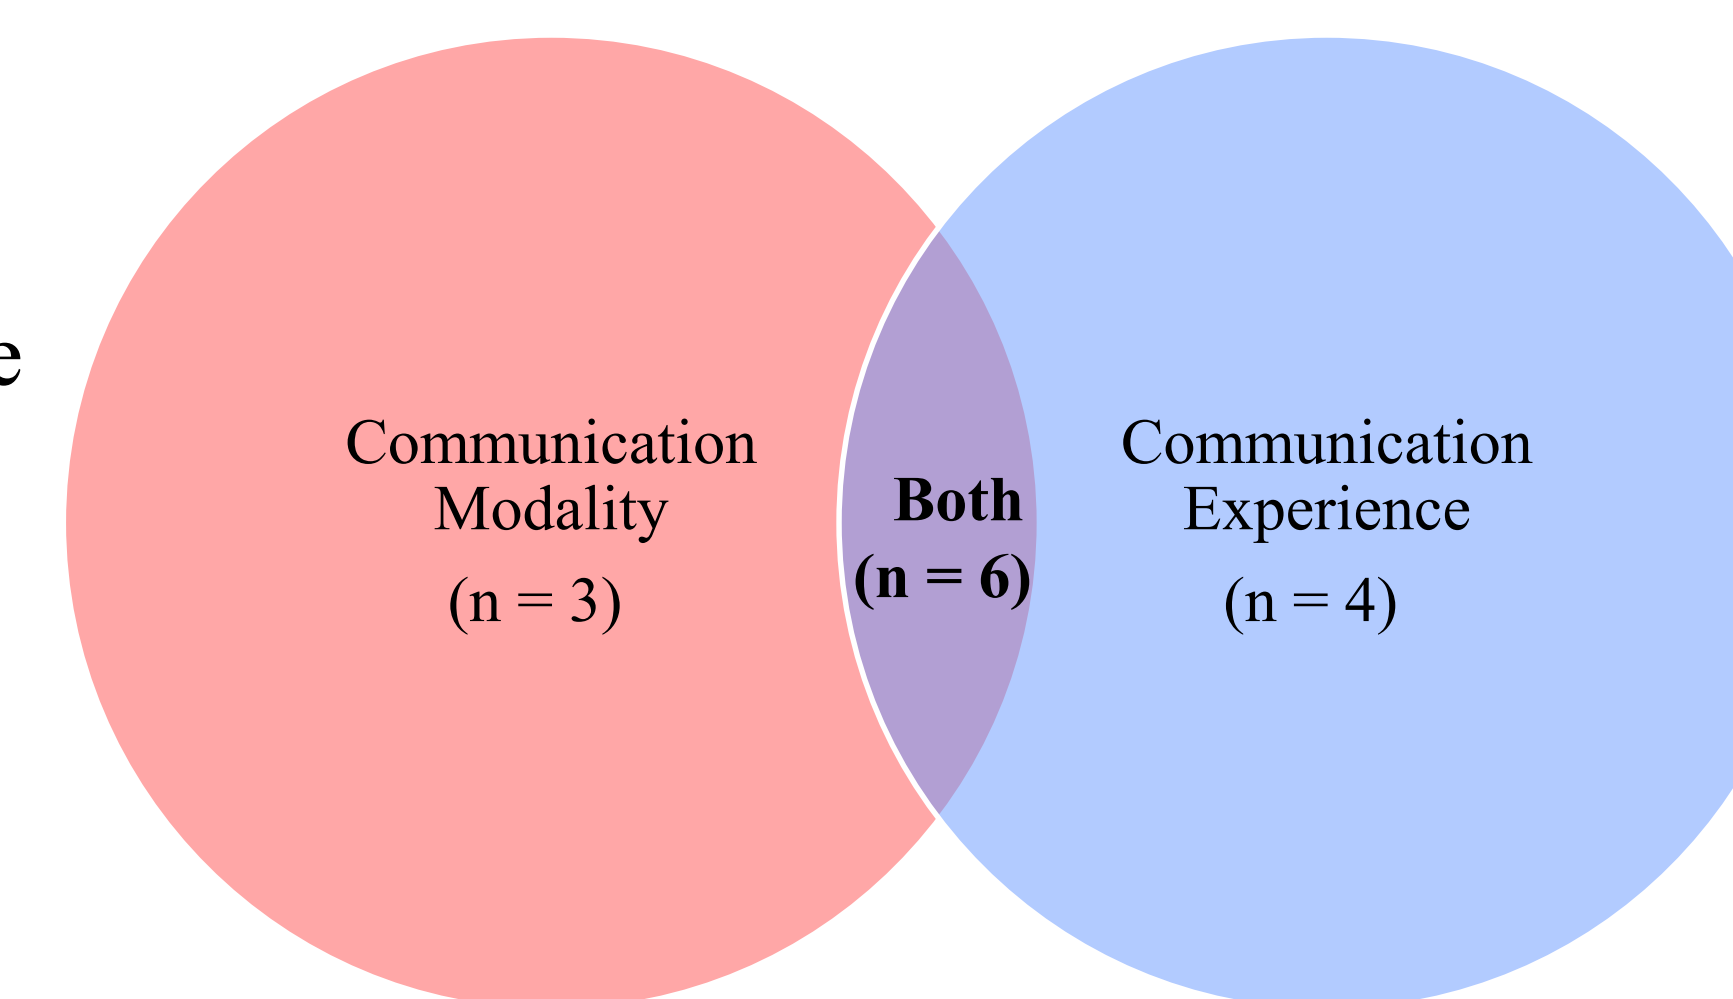 e
Communication
Modality
(n = 3)
Both
(n = 6)
Communication
Experience
(n = 4)